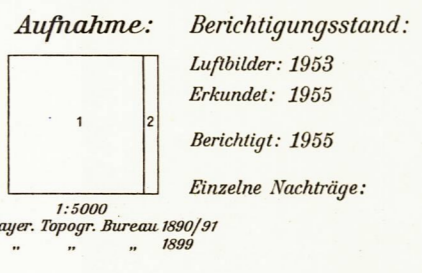 Aufnahme:
Berichtigungsstand:
Luftbilder: 1953
Erkundet: 1955
Berichtigt: 1955
Einzelne Nachträge:
1 2
1:5000
ayer. Topogr. Bureau 1890/91
„ „ „ 1899